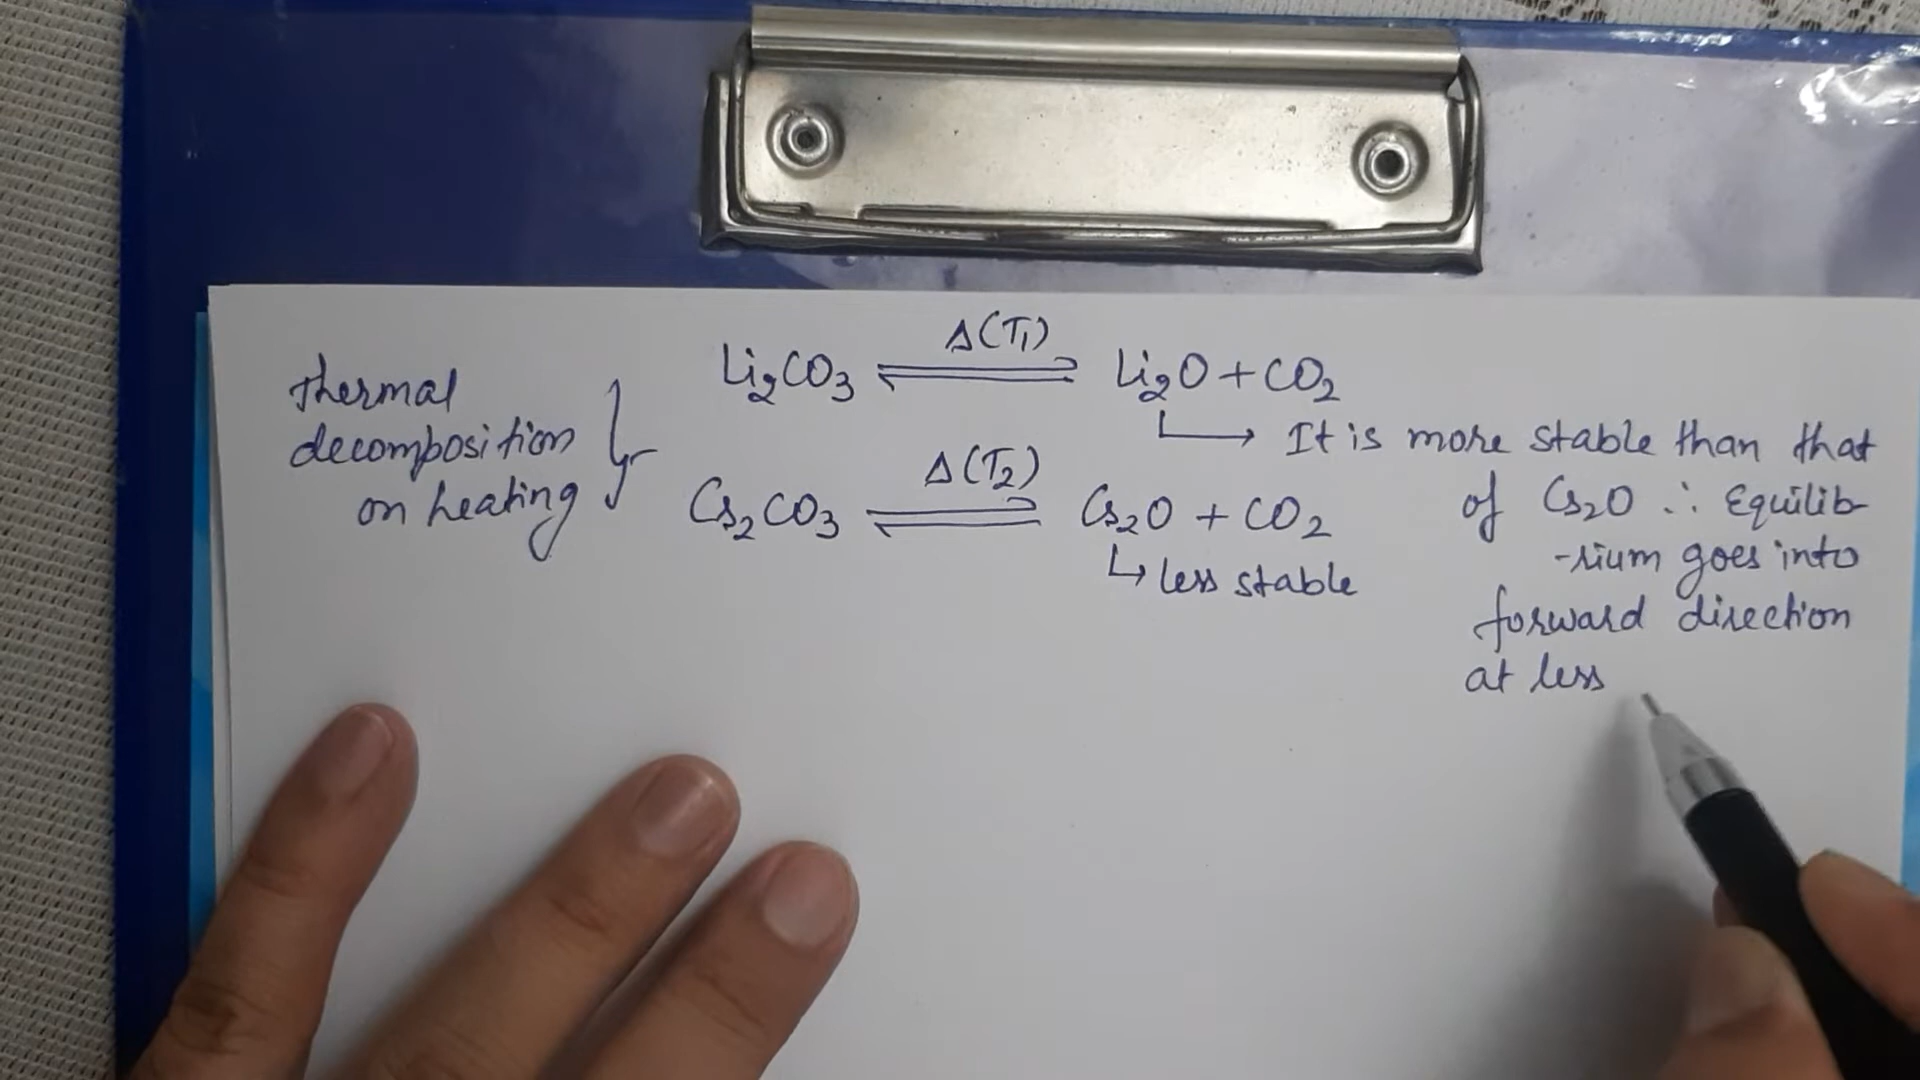 thermal
decomposition
on heating
Li₂CO₃ ⇌ Δ(T₁) Li₂O + CO₂
Cs₂CO₃ ⇌ Δ(T₂) Cs₂O + CO₂
↳ less stable
↳ It is more stable than that
of Cs₂O ∴ Equilib-
-rium goes into
forward direction
at less